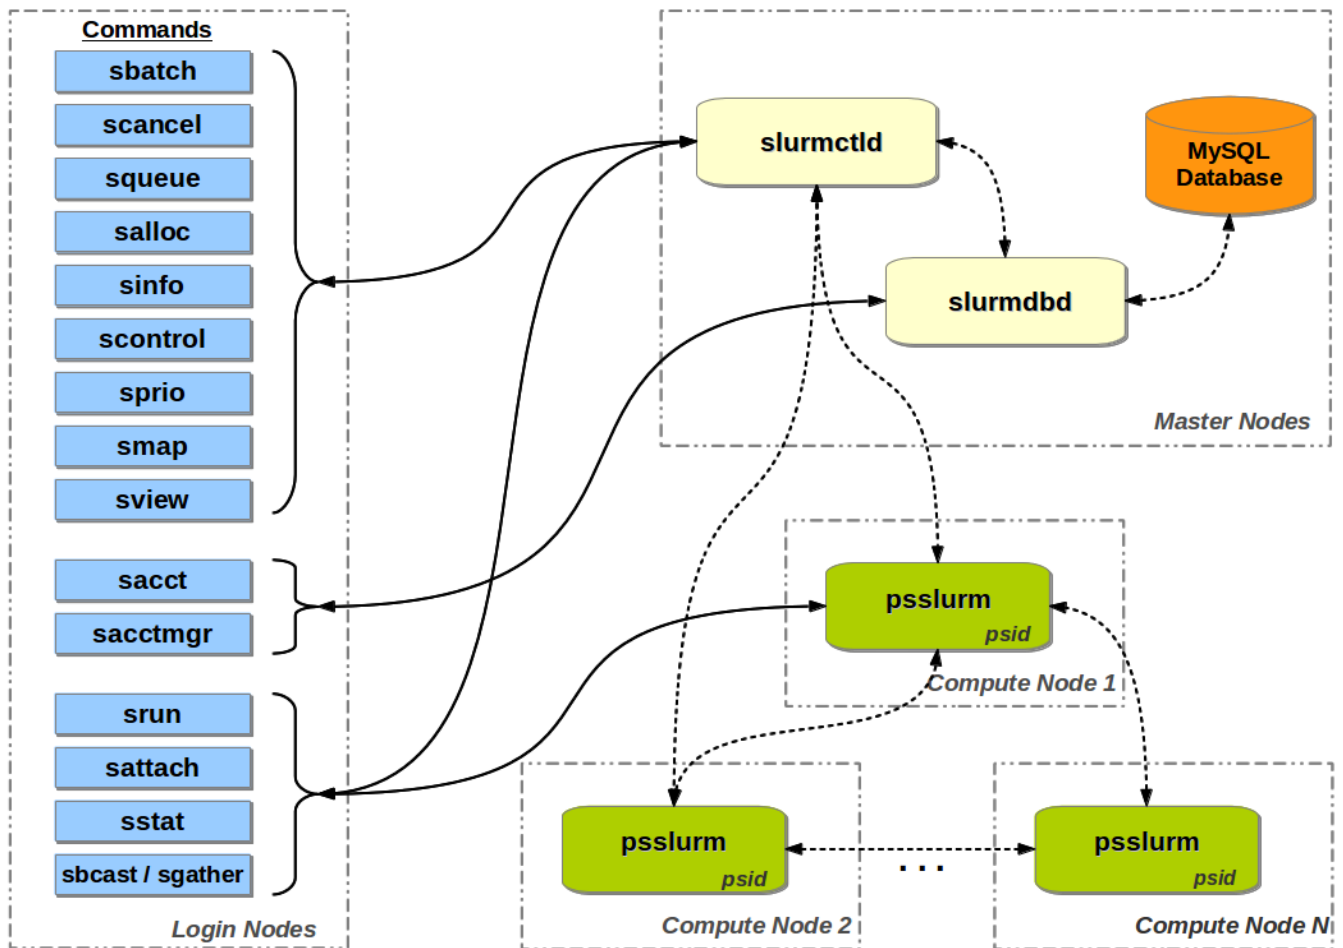 Commands
sbatch
scancel
squeue
salloc
sinfo
scontrol
sprio
smap
sview
sacct
sacctmgr
srun
sattach
sstat
sbcast / sgather
Login Nodes
slurmctld
MySQL
Database
slurmdbd
Master Nodes
psslurm
psid
Compute Node 1
psslurm
psid
Compute Node 2
. . .
psslurm
psid
Compute Node N